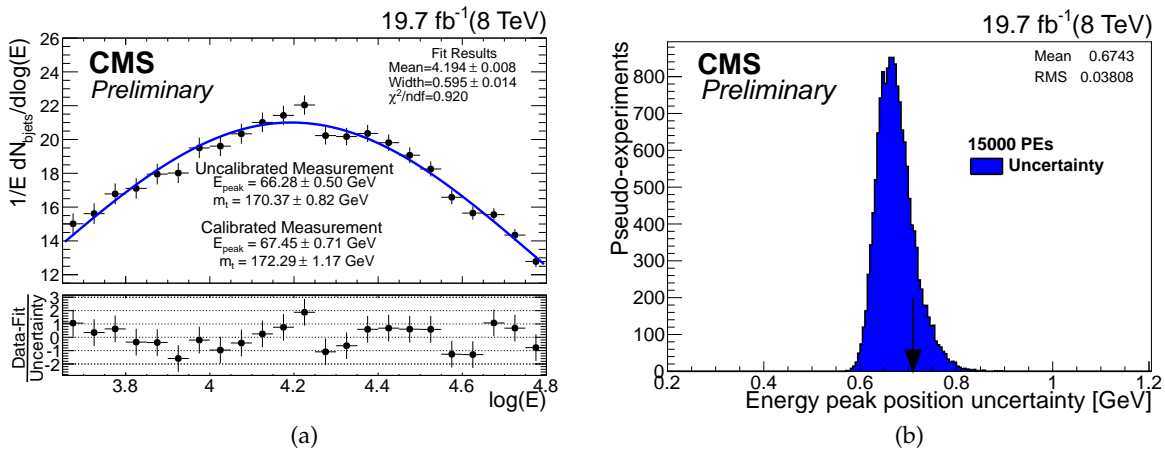 19.7 fb⁻¹(8 TeV)
CMS
Preliminary
Fit Results
Mean=4.194 ± 0.008
Width=0.595 ± 0.014
χ²/ndf=0.920
1/E dN_bjets/dlog(E)
22
20
18
16
14
12
Uncalibrated Measurement
E_peak = 66.28 ± 0.50 GeV
m_t = 170.37 ± 0.82 GeV
Calibrated Measurement
E_peak = 67.45 ± 0.71 GeV
m_t = 172.29 ± 1.17 GeV
Data-Fit
Uncertainty
3
2
1
0
-1
-2
3.8 4 4.2 4.4 4.6 4.8
log(E)
(a)
19.7 fb⁻¹(8 TeV)
CMS
Preliminary
Mean 0.6743
RMS 0.03808
15000 PEs
Uncertainty
Pseudo-experiments
800
700
600
500
400
300
200
100
0
0.2 0.4 0.6 0.8 1 1.2
Energy peak position uncertainty [GeV]
(b)